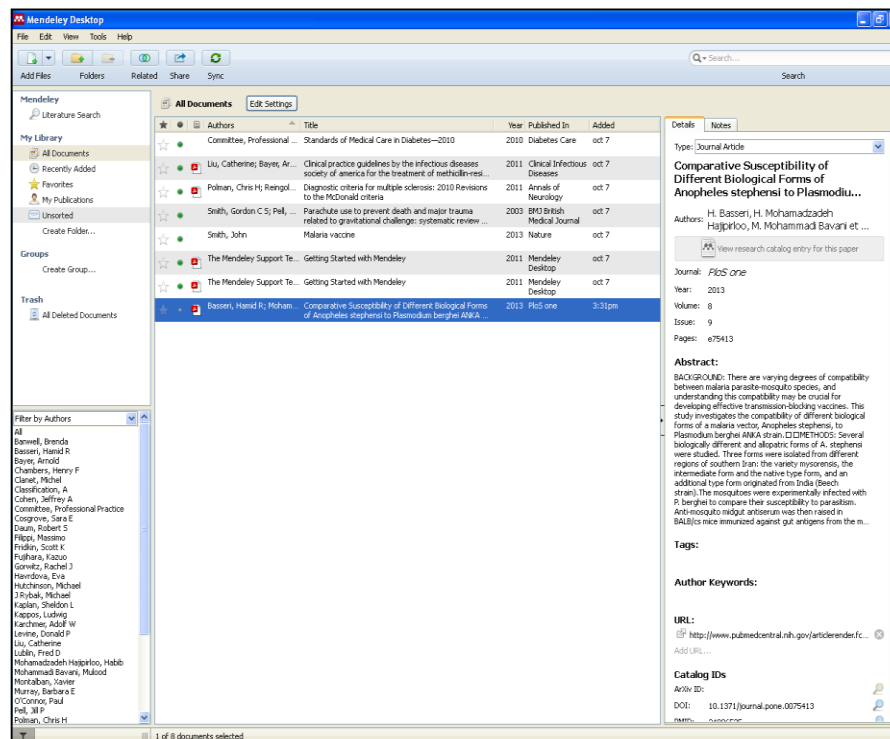 Mendeley Desktop
File Edit View Tools Help
Add Files Folders Related Share Sync
Search...
Search
Mendeley
Literature Search
My Library
All Documents
Recently Added
Favorites
My Publications
Unsorted
Create Folder...
Groups
Create Group...
Trash
All Deleted Documents
Filter by Authors
All
Banwell, Brenda
Basseri, Hamid R
Bayer, Arnold
Chambers, Henry F
Clanet, Michel
Classification, A
Cohen, Jeffrey A
Committee, Professional Practice
Cosgrove, Sara E
Daum, Robert S
Filippi, Massimo
Fridkin, Scott K
Fujihara, Kazuo
Gorwitz, Rachel J
Havrdova, Eva
Hutchinson, Michael
J Rybak, Michael
Kaplan, Sheldon L
Kappos, Ludwig
Karchmer, Adolf W
Levine, Donald P
Liu, Catherine
Lublin, Fred D
Mohamadzadeh Hajipirloo, Habib
Mohammadi Bavani, Mulood
Montalban, Xavier
Murray, Barbara E
O'Connor, Paul
Pell, Jill P
Polman, Chris H
All Documents Edit Settings
Authors Title Year Published In Added
Committee, Professional ... Standards of Medical Care in Diabetes—2010 2010 Diabetes Care oct 7
Liu, Catherine; Bayer, Ar... Clinical practice guidelines by the infectious diseases 2011 Clinical Infectious oct 7
society of america for the treatment of methicillin-resi... Diseases
Polman, Chris H; Reingol... Diagnostic criteria for multiple sclerosis: 2010 Revisions 2011 Annals of oct 7
to the McDonald criteria Neurology
Smith, Gordon C S; Pell, ... Parachute use to prevent death and major trauma 2003 BMJ British oct 7
related to gravitational challenge: systematic review ... Medical Journal
Smith, John Malaria vaccine 2013 Nature oct 7
The Mendeley Support Te... Getting Started with Mendeley 2011 Mendeley oct 7
Desktop
The Mendeley Support Te... Getting Started with Mendeley 2011 Mendeley oct 7
Desktop
Basseri, Hamid R; Moham... Comparative Susceptibility of Different Biological Forms 2013 PloS one 3:31pm
of Anopheles stephensi to Plasmodium berghei ANKA ...
Details Notes
Type: Journal Article
Comparative Susceptibility of
Different Biological Forms of
Anopheles stephensi to Plasmodiu...
Authors: H. Basseri, H. Mohamadzadeh
Hajipirloo, M. Mohammadi Bavani et ...
View research catalog entry for this paper
Journal: PloS one
Year: 2013
Volume: 8
Issue: 9
Pages: e75413
Abstract:
BACKGROUND: There are varying degrees of compatibility
between malaria parasite-mosquito species, and
understanding this compatibility may be crucial for
developing effective transmission-blocking vaccines. This
study investigates the compatibility of different biological
forms of a malaria vector, Anopheles stephensi, to
Plasmodium berghei ANKA strain.□□METHODS: Several
biologically different and allopatric forms of A. stephensi
were studied. Three forms were isolated from different
regions of southern Iran: the variety mysorensis, the
intermediate form and the native type form, and an
additional type form originated from India (Beech
strain).The mosquitoes were experimentally infected with
P. berghei to compare their susceptibility to parasitism.
Anti-mosquito midgut antiserum was then raised in
BALB/cs mice immunized against gut antigens from the m...
Tags:
Author Keywords:
URL:
http://www.pubmedcentral.nih.gov/articlerender.fc...
Add URL...
Catalog IDs
ArXiv ID:
DOI: 10.1371/journal.pone.0075413
1 of 8 documents selected